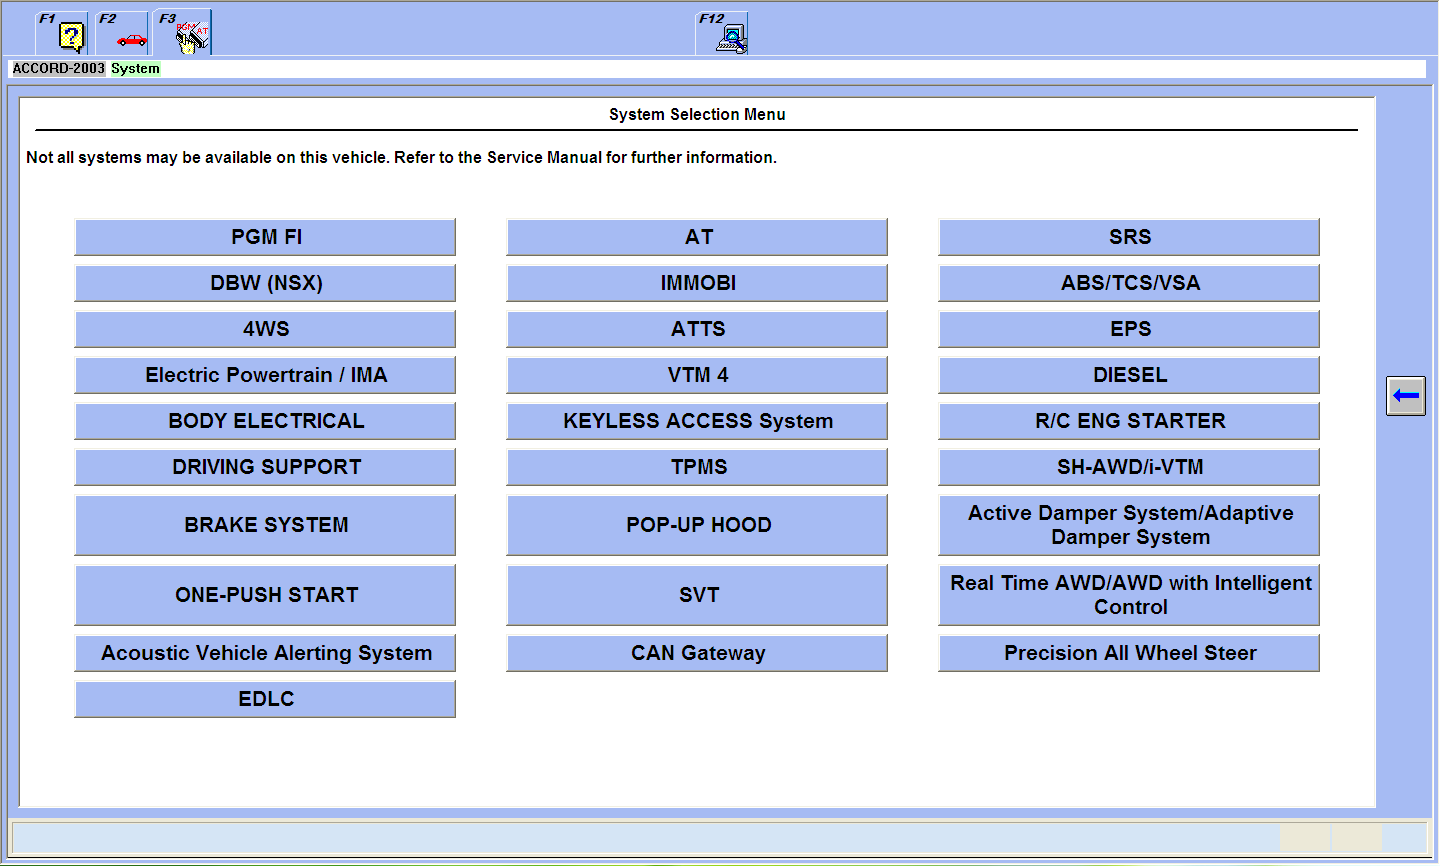 F1 F2 F3 F12
?
PGM AT
ACCORD-2003 System
System Selection Menu
Not all systems may be available on this vehicle. Refer to the Service Manual for further information.
PGM FI AT SRS
DBW (NSX) IMMOBI ABS/TCS/VSA
4WS ATTS EPS
Electric Powertrain / IMA VTM 4 DIESEL
BODY ELECTRICAL KEYLESS ACCESS System R/C ENG STARTER
DRIVING SUPPORT TPMS SH-AWD/i-VTM
BRAKE SYSTEM POP-UP HOOD Active Damper System/Adaptive
Damper System
ONE-PUSH START SVT Real Time AWD/AWD with Intelligent
Control
Acoustic Vehicle Alerting System CAN Gateway Precision All Wheel Steer
EDLC